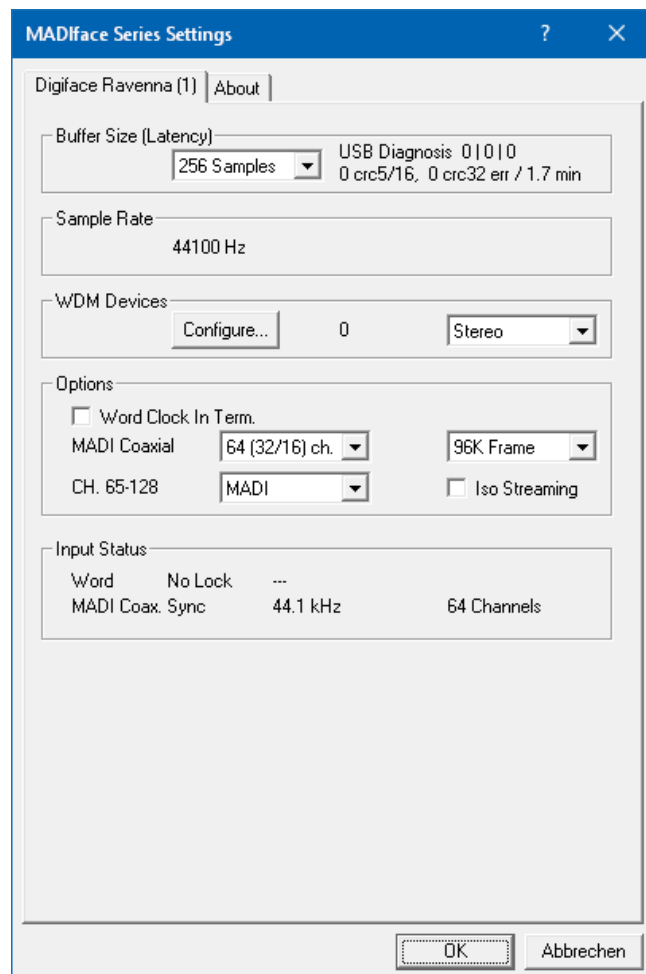 MADIface Series Settings ? ×
Digiface Ravenna (1) About
Buffer Size (Latency)
256 Samples
USB Diagnosis 0 | 0 | 0
0 crc5/16, 0 crc32 err / 1.7 min
Sample Rate
44100 Hz
WDM Devices
Configure... 0 Stereo
Options
Word Clock In Term.
MADI Coaxial 64 (32/16) ch. 96K Frame
CH. 65-128 MADI Iso Streaming
Input Status
Word No Lock ---
MADI Coax. Sync 44.1 kHz 64 Channels
OK Abbrechen